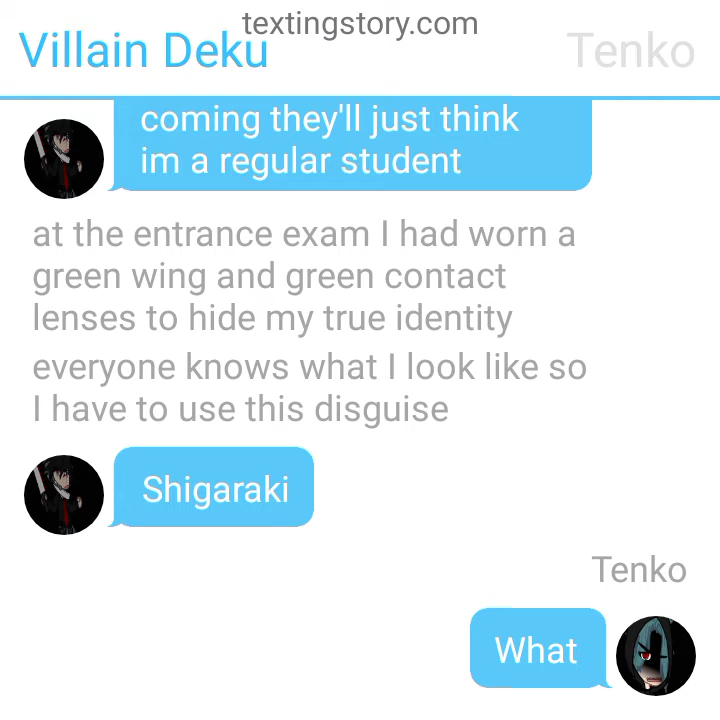 textingstory.com
Villain Deku
Tenko
coming they'll just think
im a regular student
at the entrance exam I had worn a
green wing and green contact
lenses to hide my true identity
everyone knows what I look like so
I have to use this disguise
Shigaraki
Tenko
What